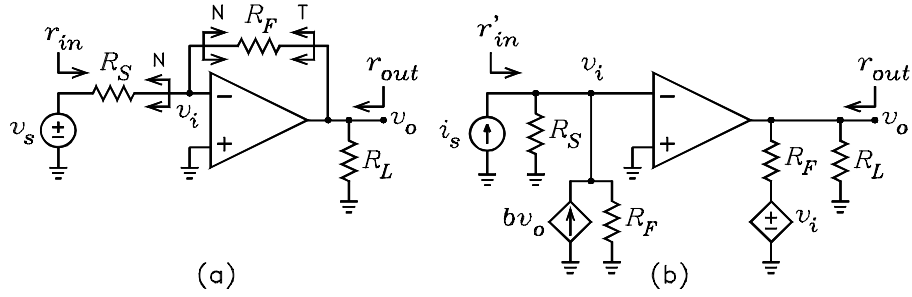 N R_F T
r_in
R_S N
r_out
v_i
v_s ± − + v_o
R_L
(a)
r'_in
v_i
r_out
i_s R_S − + v_o
R_F R_L
bv_o R_F ± v_i
(b)